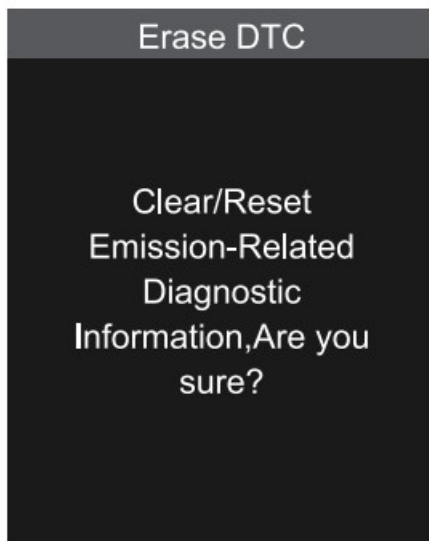 Erase DTC
Clear/Reset
Emission-Related
Diagnostic
Information,Are you
sure?